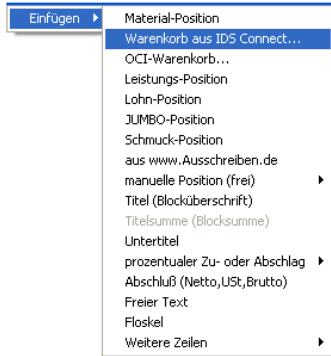 Einfügen
Material-Position
Warenkorb aus IDS Connect...
OCI-Warenkorb...
Leistungs-Position
Lohn-Position
JUMBO-Position
Schmuck-Position
aus www.Ausschreiben.de
manuelle Position (frei)
Titel (Blocküberschrift)
Titelsumme (Blocksumme)
Untertitel
prozentualer Zu- oder Abschlag
Abschluß (Netto,USt,Brutto)
Freier Text
Floskel
Weitere Zeilen